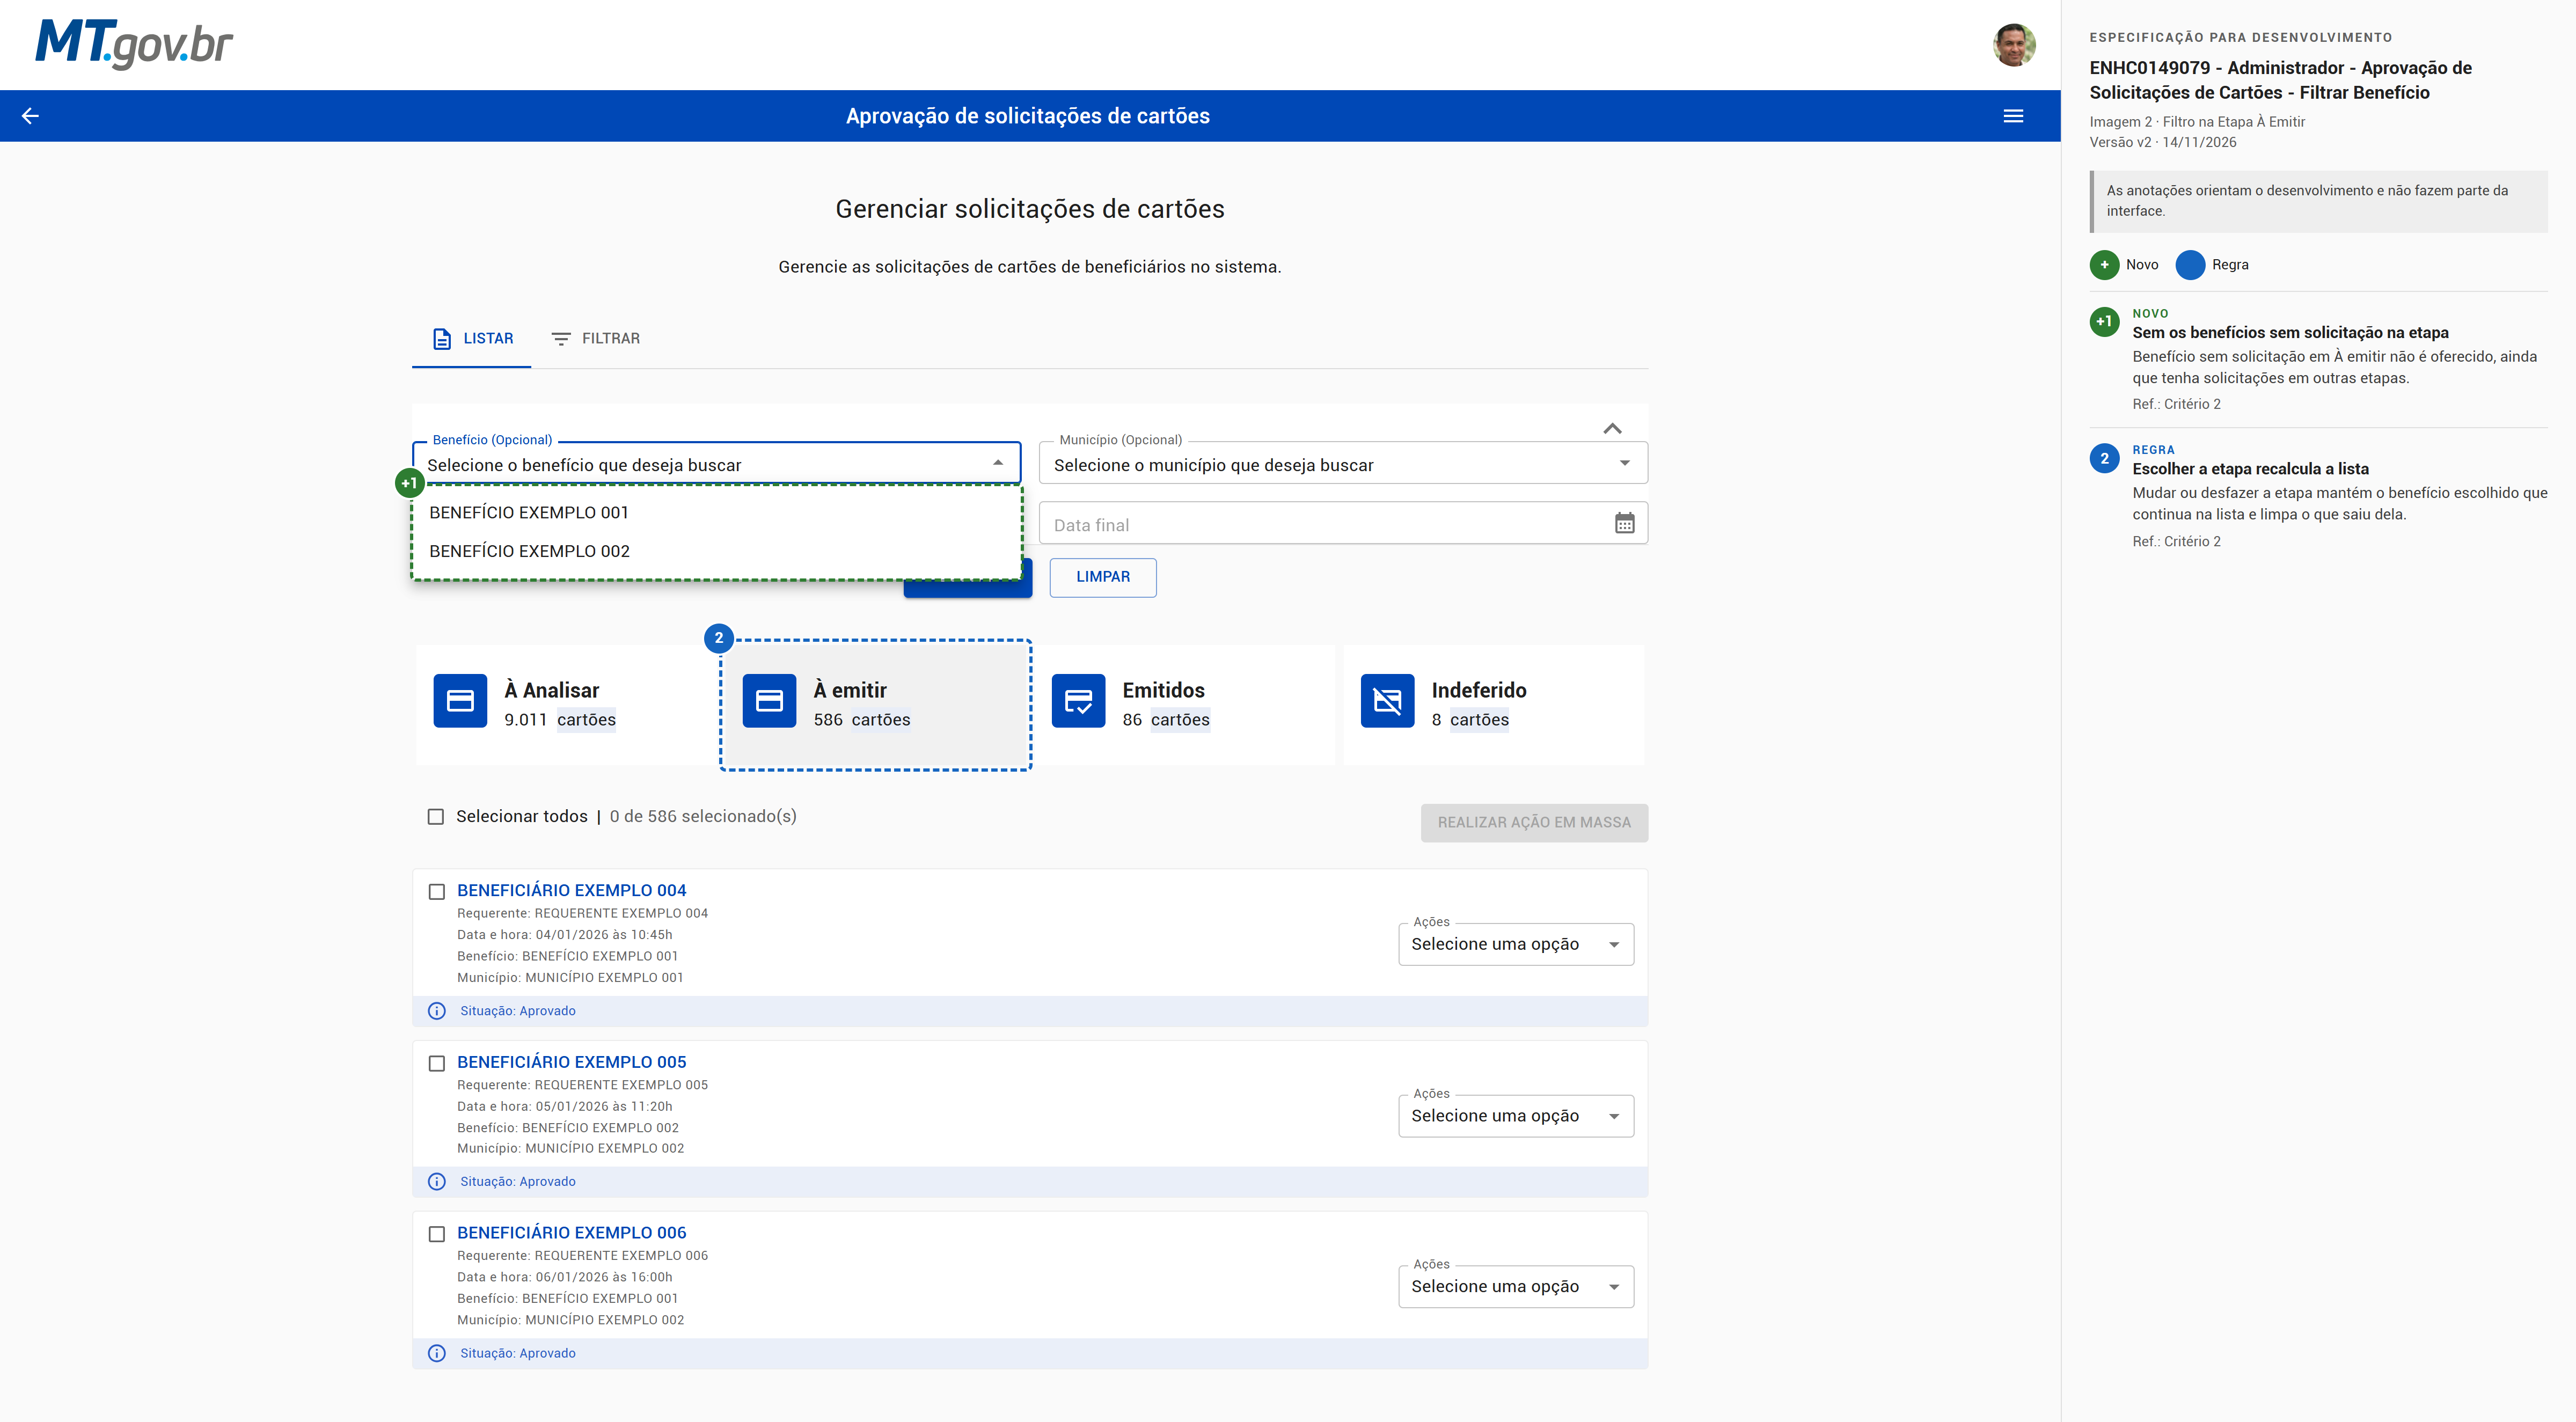 MT.gov.br
Aprovação de solicitações de cartões
Gerenciar solicitações de cartões
Gerencie as solicitações de cartões de beneficiários no sistema.
LISTAR
FILTRAR
Benefício (Opcional)
Selecione o benefício que deseja buscar
Município (Opcional)
Selecione o município que deseja buscar
+1
BENEFÍCIO EXEMPLO 001
BENEFÍCIO EXEMPLO 002
Data final
LIMPAR
2
À Analisar
9.011 cartões
À emitir
586 cartões
Emitidos
86 cartões
Indeferido
8 cartões
Selecionar todos | 0 de 586 selecionado(s)
REALIZAR AÇÃO EM MASSA
BENEFICIÁRIO EXEMPLO 004
Requerente: REQUERENTE EXEMPLO 004
Data e hora: 04/01/2026 às 10:45h
Benefício: BENEFÍCIO EXEMPLO 001
Município: MUNICÍPIO EXEMPLO 001
Ações
Selecione uma opção
Situação: Aprovado
BENEFICIÁRIO EXEMPLO 005
Requerente: REQUERENTE EXEMPLO 005
Data e hora: 05/01/2026 às 11:20h
Benefício: BENEFÍCIO EXEMPLO 002
Município: MUNICÍPIO EXEMPLO 002
Ações
Selecione uma opção
Situação: Aprovado
BENEFICIÁRIO EXEMPLO 006
Requerente: REQUERENTE EXEMPLO 006
Data e hora: 06/01/2026 às 16:00h
Benefício: BENEFÍCIO EXEMPLO 001
Município: MUNICÍPIO EXEMPLO 002
Ações
Selecione uma opção
Situação: Aprovado
ESPECIFICAÇÃO PARA DESENVOLVIMENTO
ENHC0149079 - Administrador - Aprovação de
Solicitações de Cartões - Filtrar Benefício
Imagem 2 · Filtro na Etapa À Emitir
Versão v2 · 14/11/2026
As anotações orientam o desenvolvimento e não fazem parte da
interface.
+ Novo
Regra
+1
NOVO
Sem os benefícios sem solicitação na etapa
Benefício sem solicitação em À emitir não é oferecido, ainda
que tenha solicitações em outras etapas.
Ref.: Critério 2
2
REGRA
Escolher a etapa recalcula a lista
Mudar ou desfazer a etapa mantém o benefício escolhido que
continua na lista e limpa o que saiu dela.
Ref.: Critério 2